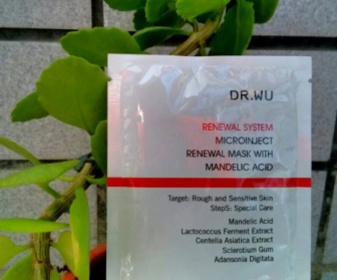 DR.WU
RENEWAL SYSTEM
MICROINJECT
RENEWAL MASK WITH
MANDELIC ACID
Target: Rough and Sensitive Skin
Step5: Special Care
Mandelic Acid
Lactococcus Ferment Extract
Centella Asiatica Extract
Sclerotium Gum
Adansonia Digitata